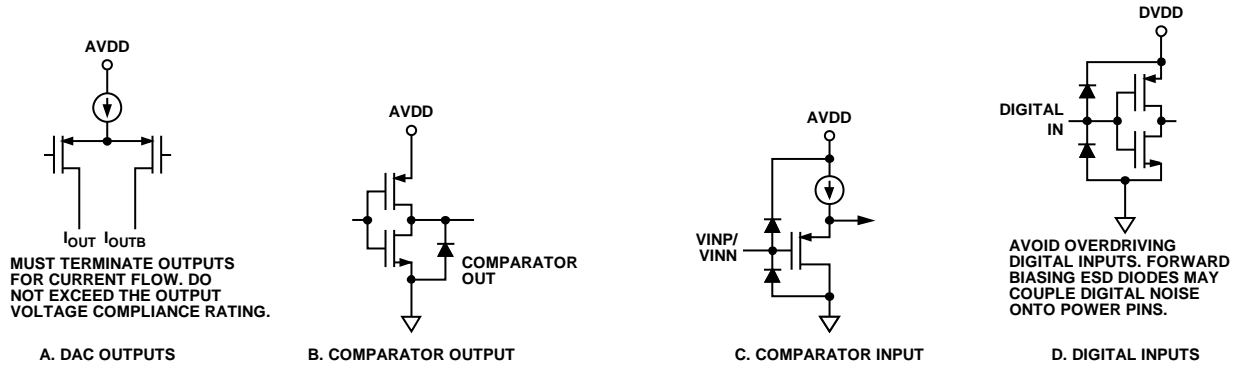 AVDD
I_OUT I_OUTB
MUST TERMINATE OUTPUTS
FOR CURRENT FLOW. DO
NOT EXCEED THE OUTPUT
VOLTAGE COMPLIANCE RATING.
A. DAC OUTPUTS
AVDD
COMPARATOR
OUT
B. COMPARATOR OUTPUT
AVDD
VINP/
VINN
C. COMPARATOR INPUT
DVDD
DIGITAL
IN
AVOID OVERDRIVING
DIGITAL INPUTS. FORWARD
BIASING ESD DIODES MAY
COUPLE DIGITAL NOISE
ONTO POWER PINS.
D. DIGITAL INPUTS